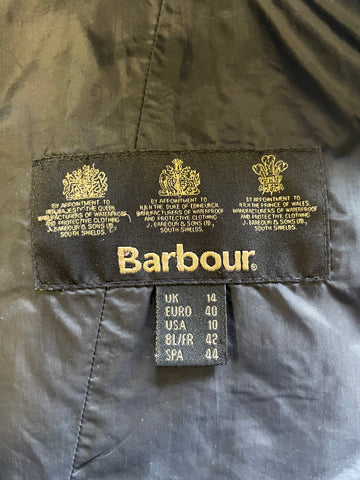 BY APPOINTMENT TO
H.M. MAJESTY THE QUEEN
MANUFACTURERS OF WATERPROOF
AND PROTECTIVE CLOTHING
J. BARBOUR & SONS LTD
SOUTH SHIELDS.
BY APPOINTMENT TO
H.R.H THE DUKE OF EDINBURGH
MANUFACTURERS OF WATERPROOF
AND PROTECTIVE CLOTHING
J. BARBOUR & SONS LTD.
SOUTH SHIELDS.
BY APPOINTMENT TO
H.R.H THE PRINCE OF WALES
MANUFACTURERS OF WATERPROOF
AND PROTECTIVE CLOTHING
J. BARBOUR & SONS LTD
SOUTH SHIELDS.
Barbour®
UK 14
EURO 40
USA 10
BL/FR 42
SPA 44